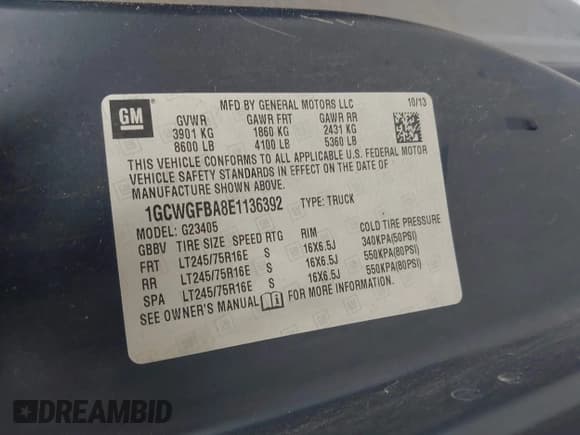 GM
MFD BY GENERAL MOTORS LLC
10/13
GVWR GAWR FRT GAWR RR
3901 KG 1860 KG 2431 KG
8600 LB 4100 LB 5360 LB
THIS VEHICLE CONFORMS TO ALL APPLICABLE U.S. FEDERAL MOTOR
VEHICLE SAFETY STANDARDS IN EFFECT ON THE DATE OF
MANUFACTURE SHOWN ABOVE.
1GCWGFBA8E1136392 TYPE: TRUCK
MODEL: G23405
GBBV TIRE SIZE SPEED RTG RIM COLD TIRE PRESSURE
FRT LT245/75R16E S 16X6.5J 340KPA(50PSI)
RR LT245/75R16E S 16X6.5J 550KPA(80PSI)
SPA LT245/75R16E S 16X6.5J 550KPA(80PSI)
SEE OWNER'S MANUAL FOR MORE INFORMATION.
DREAMBID